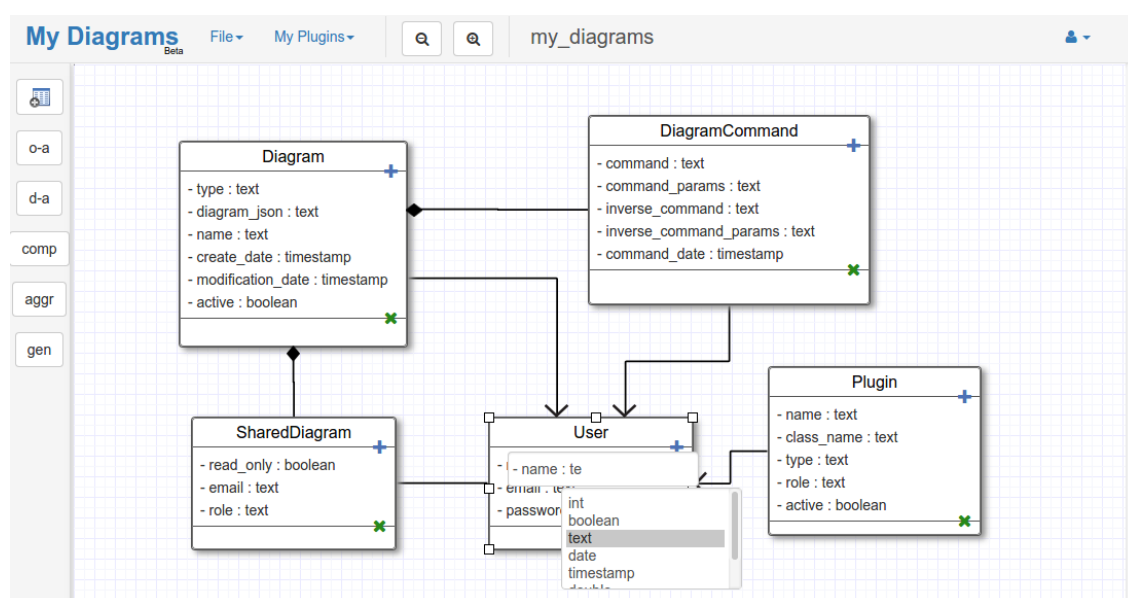 My Diagrams
Beta
File
My Plugins
my_diagrams
o-a
d-a
comp
aggr
gen
Diagram
- type : text
- diagram_json : text
- name : text
- create_date : timestamp
- modification_date : timestamp
- active : boolean
DiagramCommand
- command : text
- command_params : text
- inverse_command : text
- inverse_command_params : text
- command_date : timestamp
SharedDiagram
- read_only : boolean
- email : text
- role : text
User
- name : te
- email :
- password
int
boolean
text
date
timestamp
double
Plugin
- name : text
- class_name : text
- type : text
- role : text
- active : boolean